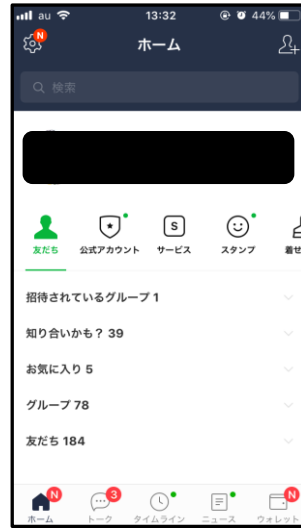 au 13:32 44%
N
ホーム
検索
友だち 公式アカウント S サービス スタンプ 着せ
招待されているグループ 1
知り合いかも? 39
お気に入り 5
グループ 78
友だち 184
N 3 N
ホーム トーク タイムライン ニュース ウォレット